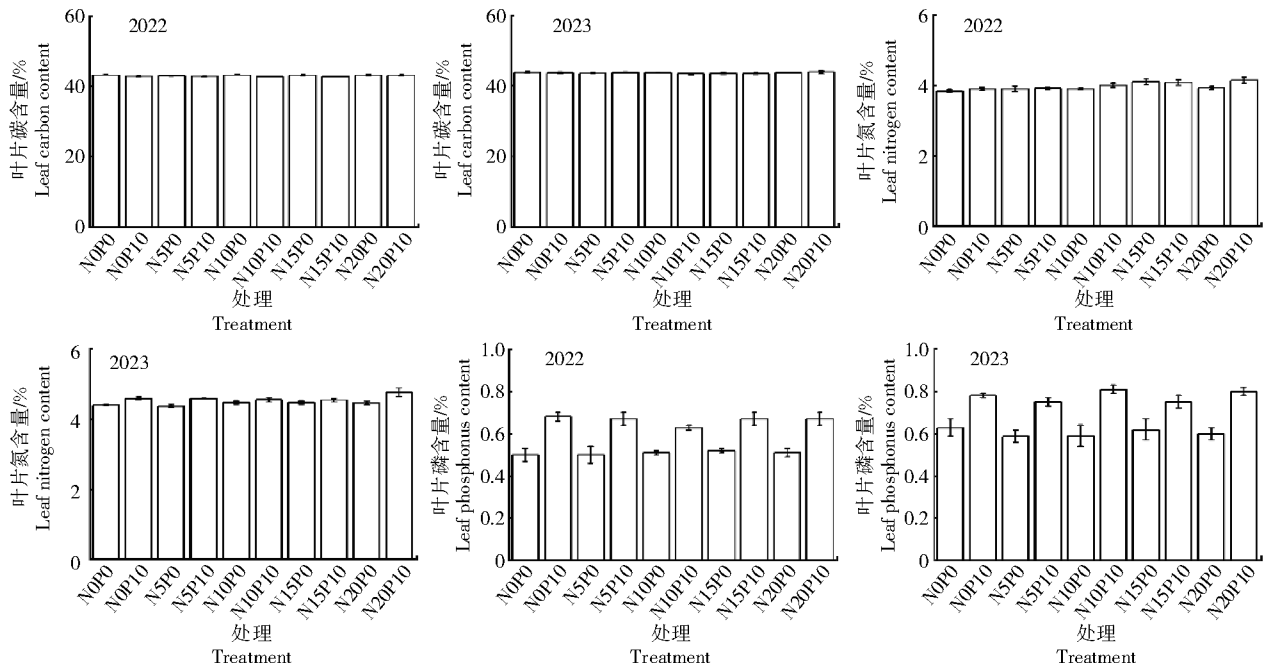 60
2022
40
20
0
叶片碳含量/%
Leaf carbon content
N0P0
N0P10
N5P0
N5P10
N10P0
N10P10
N15P0
N15P10
N20P0
N20P10
处理
Treatment
60
2023
40
20
0
叶片碳含量/%
Leaf carbon content
N0P0
N0P10
N5P0
N5P10
N10P0
N10P10
N15P0
N15P10
N20P0
N20P10
处理
Treatment
6
2022
4
2
0
叶片氮含量/%
Leaf nitrogen content
N0P0
N0P10
N5P0
N5P10
N10P0
N10P10
N15P0
N15P10
N20P0
N20P10
处理
Treatment
6
2023
4
2
0
叶片氮含量/%
Leaf nitrogen content
N0P0
N0P10
N5P0
N5P10
N10P0
N10P10
N15P0
N15P10
N20P0
N20P10
处理
Treatment
1.0
2022
0.8
0.6
0.4
0.2
0
叶片磷含量/%
Leaf phosphonus content
N0P0
N0P10
N5P0
N5P10
N10P0
N10P10
N15P0
N15P10
N20P0
N20P10
处理
Treatment
1.0
2023
0.8
0.6
0.4
0.2
0
叶片磷含量/%
Leaf phosphonus content
N0P0
N0P10
N5P0
N5P10
N10P0
N10P10
N15P0
N15P10
N20P0
N20P10
处理
Treatment